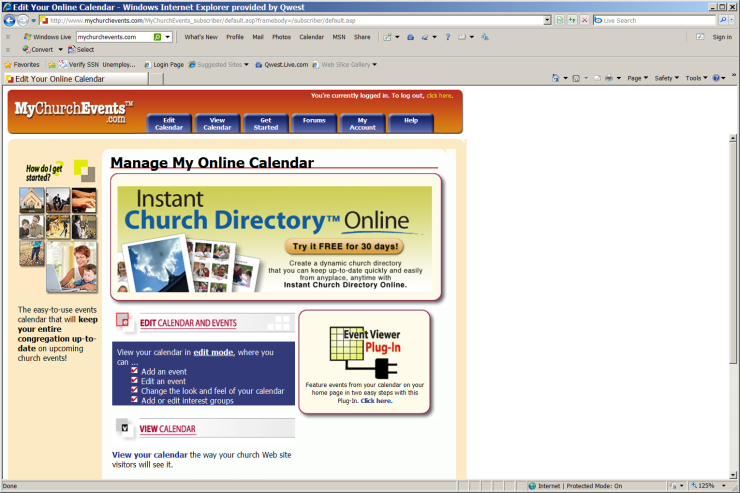 Edit Your Online Calendar - Windows Internet Explorer provided by Qwest
http://www.mychurchevents.com/MyChurchEvents_subscriber/default.asp?framebody=/subscriber/default.asp
Live Search
Windows Live
mychurchevents.com
What's New
Profile
Mail
Photos
Calendar
MSN
Share
Sign in
Convert
Select
Favorites
Verify SSN
Unemploy...
Login Page
Suggested Sites
Qwest.Live.com
Web Slice Gallery
Edit Your Online Calendar
Page
Safety
Tools
You're currently logged in. To log out, click here.
MyChurchEvents™
.com
Edit
Calendar
View
Calendar
Get
Started
Forums
My
Account
Help
How do I get
started?
?
The easy-to-use events
calendar that will keep
your entire
congregation up-to-
date on upcoming
church events!
Manage My Online Calendar
Instant
Church Directory™ Online
Try it FREE for 30 days!
Create a dynamic church directory
that you can keep up-to-date quickly and easily
from anyplace, anytime with
Instant Church Directory Online.
EDIT CALENDAR AND EVENTS
View your calendar in edit mode, where you
can ...
Add an event
Edit an event
Change the look and feel of your calendar
Add or edit interest groups
Event Viewer
Plug-In
Feature events from your calendar on your
home page in two easy steps with this
Plug-In. Click here.
VIEW CALENDAR
View your calendar the way your church Web site
visitors will see it.
Done
Internet | Protected Mode: On
125%